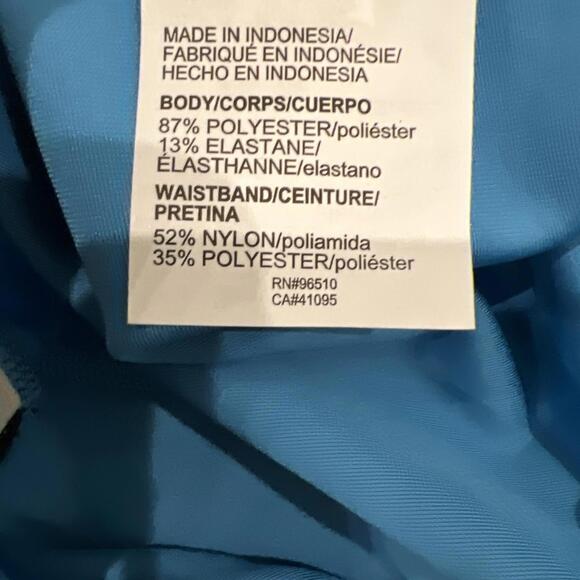 MADE IN INDONESIA/
FABRIQUÉ EN INDONÉSIE/
HECHO EN INDONESIA
BODY/CORPS/CUERPO
87% POLYESTER/poliéster
13% ELASTANE/
ÉLASTHANNE/elastano
WAISTBAND/CEINTURE/
PRETINA
52% NYLON/poliamida
35% POLYESTER/poliéster
RN#96510
CA#41095